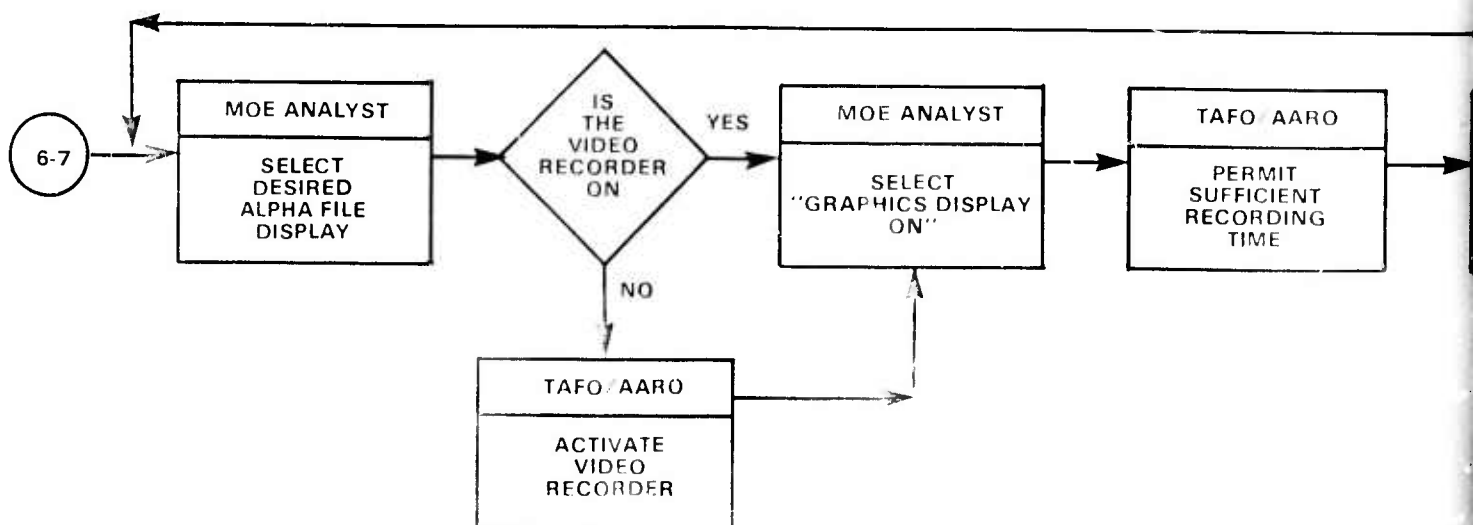 6-7
MOE ANALYST
SELECT
DESIRED
ALPHA FILE
DISPLAY
IS
THE
VIDEO
RECORDER
ON
YES
NO
MOE ANALYST
SELECT
"GRAPHICS DISPLAY
ON"
TAFO/AARO
PERMIT
SUFFICIENT
RECORDING
TIME
TAFO/AARO
ACTIVATE
VIDEO
RECORDER